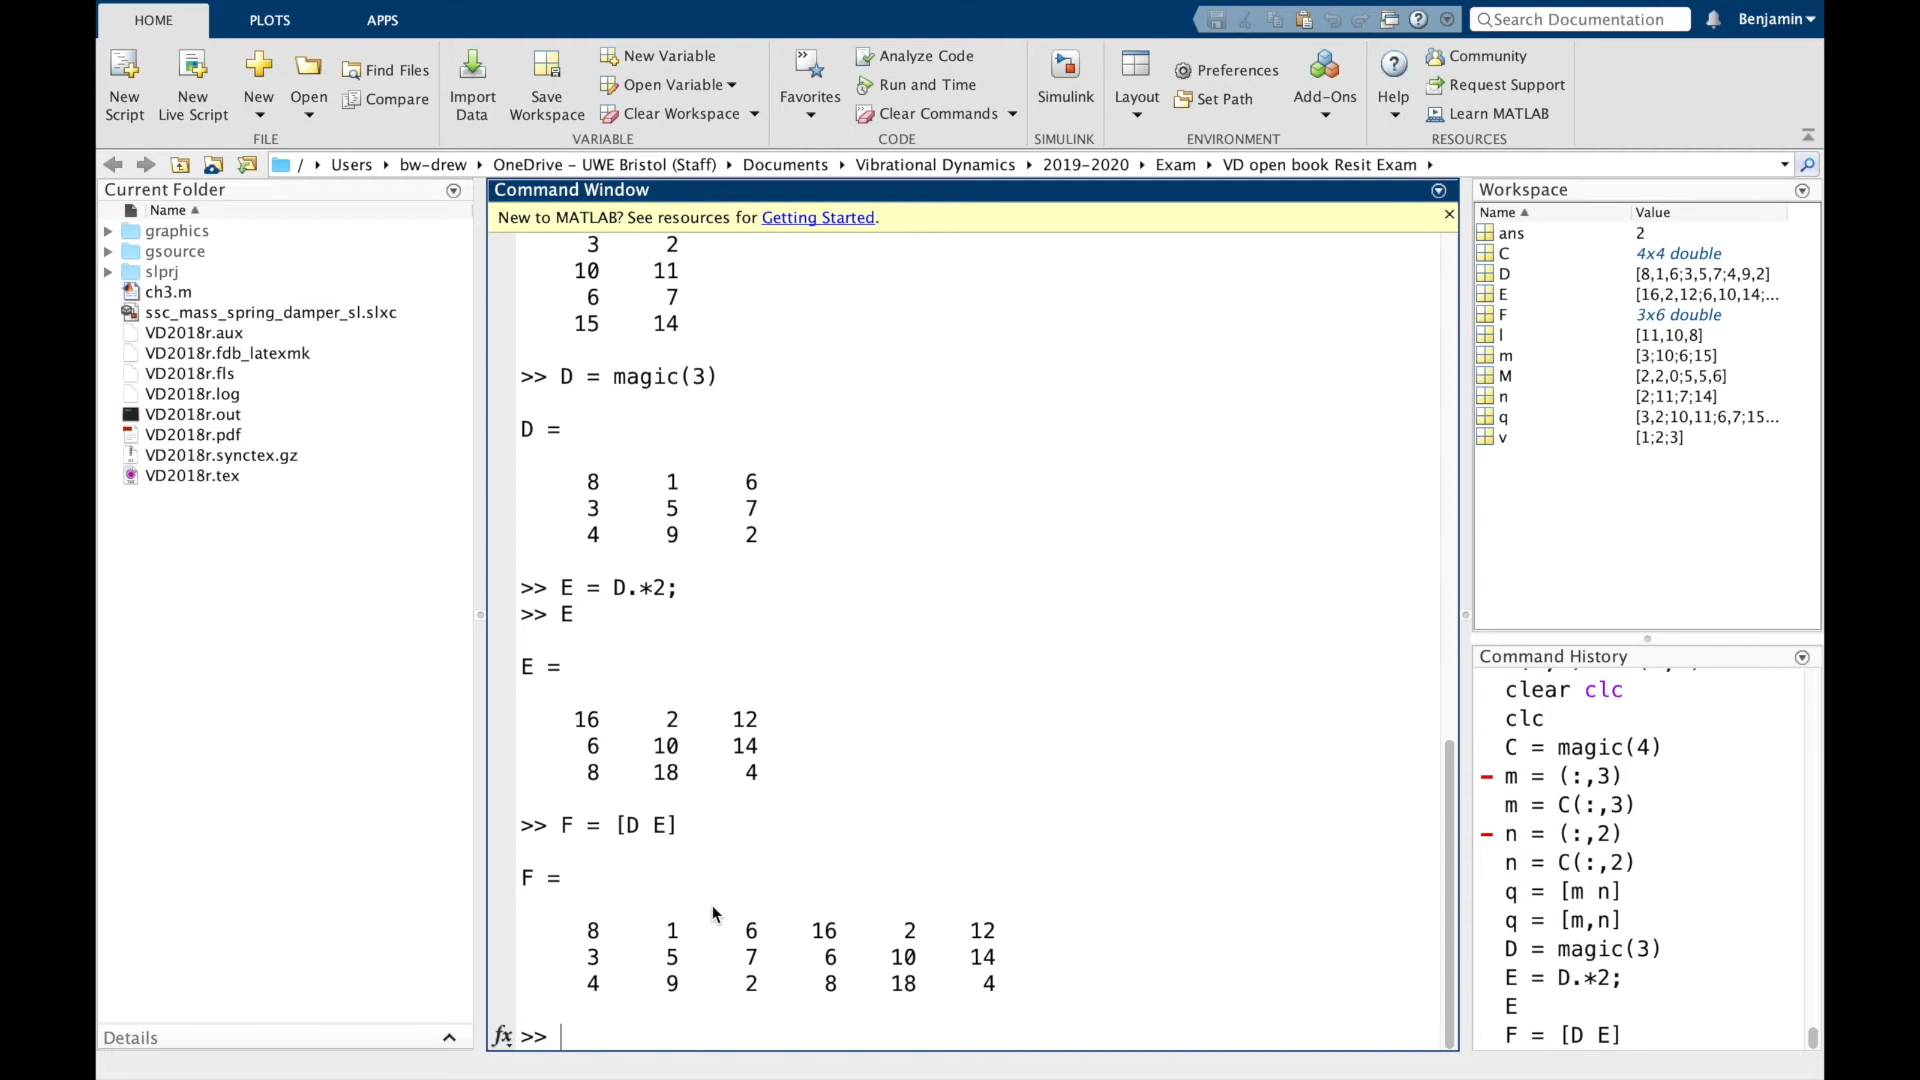 HOME PLOTS APPS
Search Documentation Benjamin
New Script
New Live Script
New
Open
Find Files
Compare
FILE
Import Data
Save Workspace
New Variable
Open Variable
Clear Workspace
VARIABLE
Favorites
Analyze Code
Run and Time
Clear Commands
CODE
Simulink
SIMULINK
Layout
Preferences
Set Path
Add-Ons
ENVIRONMENT
Help
Community
Request Support
Learn MATLAB
RESOURCES
/ Users bw-drew OneDrive - UWE Bristol (Staff) Documents Vibrational Dynamics 2019-2020 Exam VD open book Resit Exam
Current Folder
Name
graphics
gsource
slprj
ch3.m
ssc_mass_spring_damper_sl.slxc
VD2018r.aux
VD2018r.fdb_latexmk
VD2018r.fls
VD2018r.log
VD2018r.out
VD2018r.pdf
VD2018r.synctex.gz
VD2018r.tex
Details
Command Window
New to MATLAB? See resources for Getting Started.
3 2
10 11
6 7
15 14
>> D = magic(3)
D =
8 1 6
3 5 7
4 9 2
>> E = D.*2;
>> E
E =
16 2 12
6 10 14
8 18 4
>> F = [D E]
F =
8 1 6 16 2 12
3 5 7 6 10 14
4 9 2 8 18 4
fx >>
Workspace
Name Value
ans 2
C 4x4 double
D [8,1,6;3,5,7;4,9,2]
E [16,2,12;6,10,14;...
F 3x6 double
l [11,10,8]
m [3;10;6;15]
M [2,2,0;5,5,6]
n [2;11;7;14]
q [3,2;10,11;6,7;15...
v [1;2;3]
Command History
clear clc
clc
C = magic(4)
m = (:,3)
m = C(:,3)
n = (:,2)
n = C(:,2)
q = [m n]
q = [m,n]
D = magic(3)
E = D.*2;
E
F = [D E]